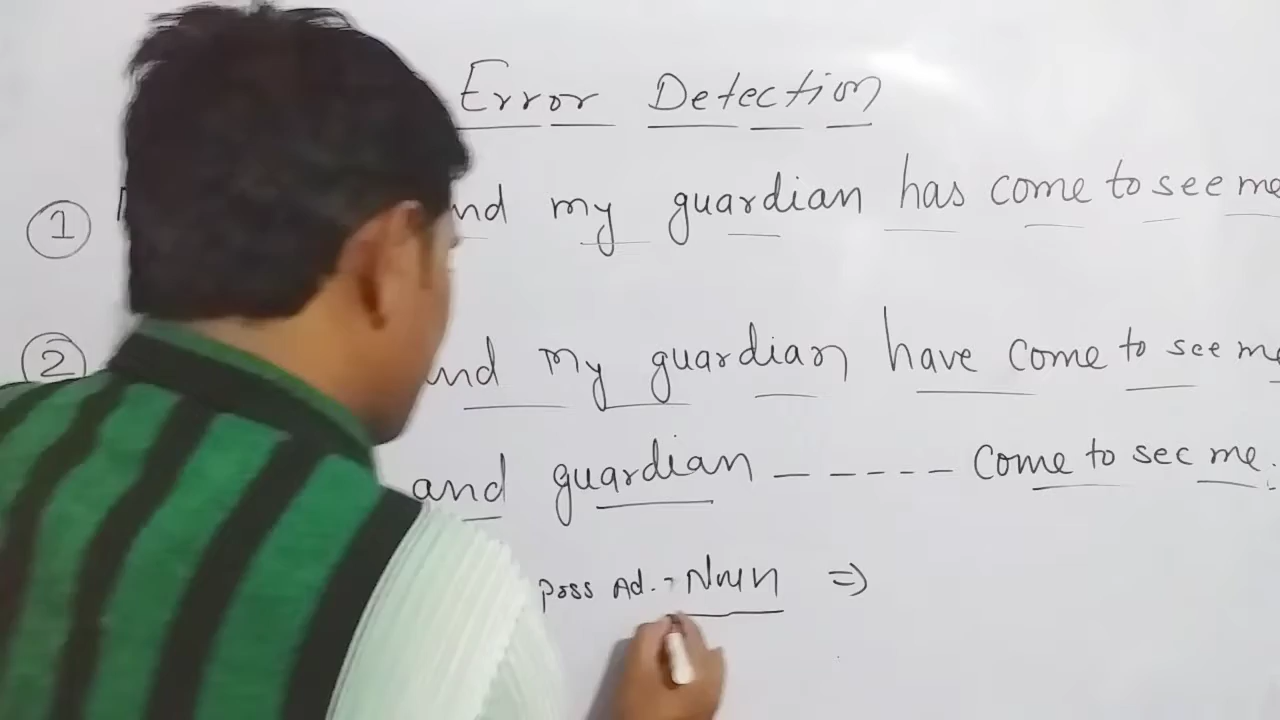 Error Detection
1 nd my guardian has come to see me
2 nd my guardian have come to see me
and guardian ----- come to see me.
poss Ad. - Noun =>